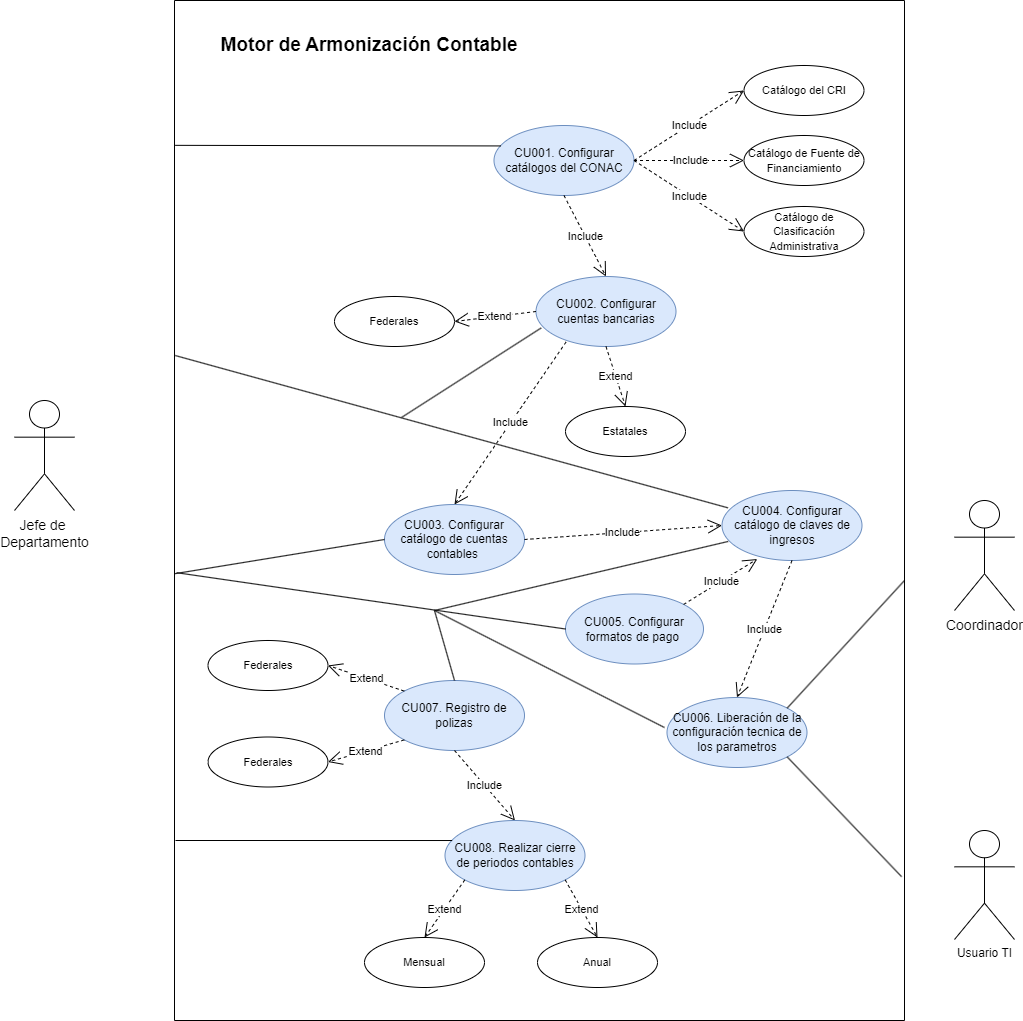 Motor de Armonización Contable
Catálogo del CRI
Include
CU001. Configurar
catálogos del CONAC
Include
Catálogo de Fuente de
Financiamiento
Include
Catálogo de
Clasificación
Administrativa
Include
CU002. Configurar
cuentas bancarias
Extend
Federales
Extend
Estatales
Include
Jefe de
Departamento
CU003. Configurar
catálogo de cuentas
contables
Include
CU004. Configurar
catálogo de claves de
ingresos
Include
CU005. Configurar
formatos de pago
Include
Coordinador
Federales
Extend
CU007. Registro de
polizas
Extend
Federales
CU006. Liberación de la
configuración tecnica de
los parametros
Include
CU008. Realizar cierre
de periodos contables
Extend
Extend
Mensual
Anual
Usuario TI